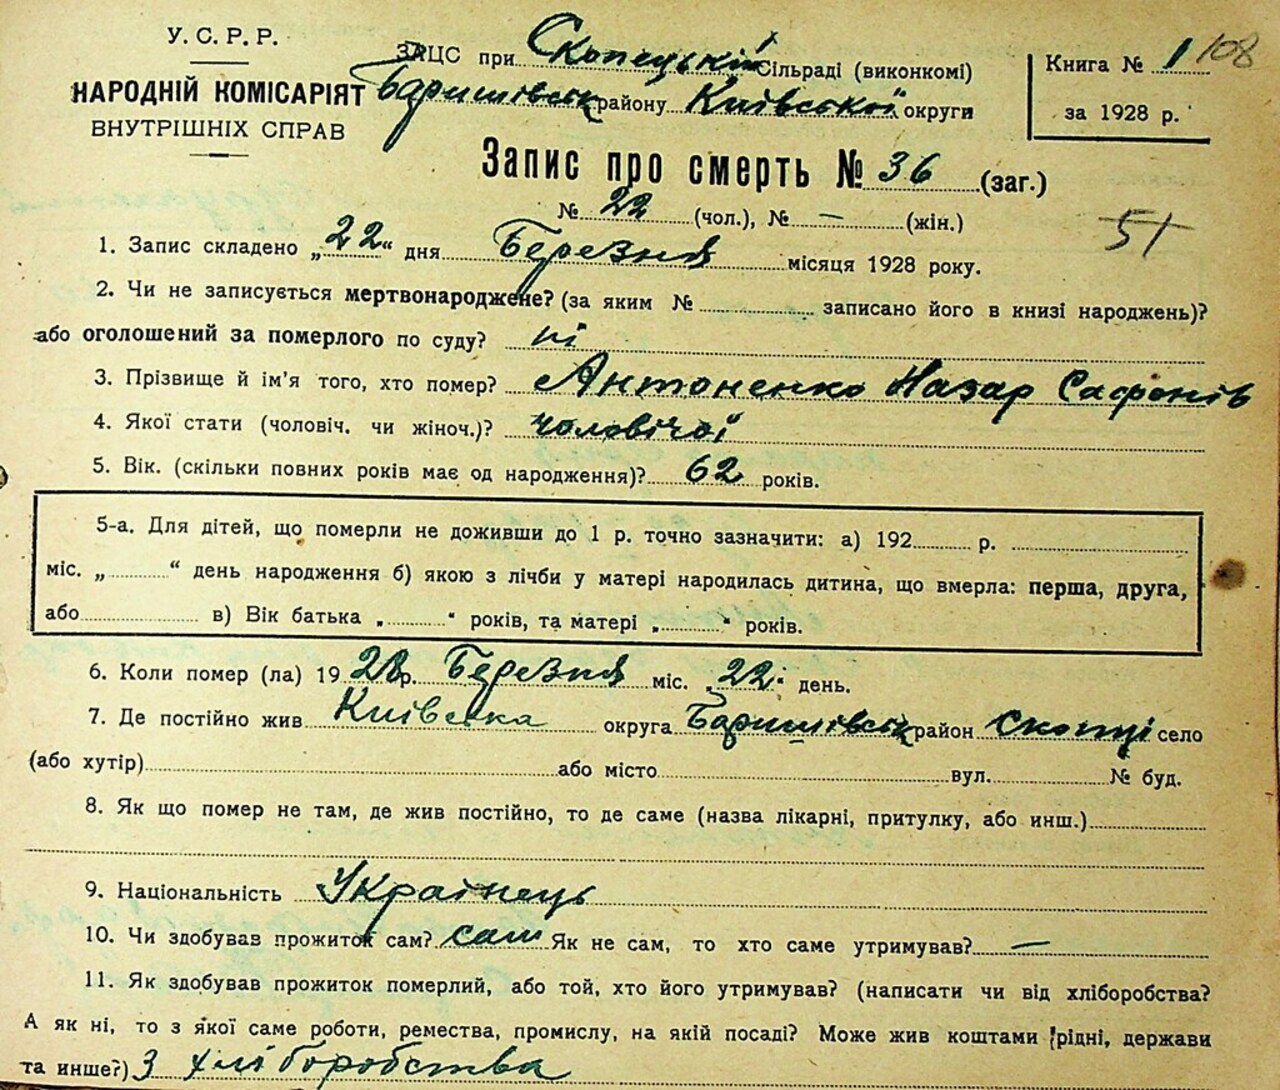 У. С. Р. Р.
НАРОДНІЙ КОМІСАРІЯТ
ВНУТРІШНІХ СПРАВ
ЗАЦС при Скопецькій Сільраді (виконкомі)
Баришівськ району Київської округи
Книга № 1 108
за 1928 р.
Запис про смерть № 36 (заг.)
№ 22 (чол.), № — (жін.)
51
1. Запис складено „22“ дня Березня місяця 1928 року.
2. Чи не записується мертвонароджене? (за яким № записано його в книзі народжень)?
або оголошений за померлого по суду? ні
3. Прізвище й ім'я того, хто помер? Антоненко Назар Сафонів
4. Якої стати (чоловіч. чи жіноч.)? чоловічої
5. Вік. (скільки повних років має од народження)? 62 років.
5-а. Для дітей, що померли не доживши до 1 р. точно зазначити: а) 192 р.
міс. „ “ день народження б) якою з лічби у матері народилась дитина, що вмерла: перша, друга,
або в) Вік батька „ “ років, та матері „ “ років.
6. Коли помер (ла) 1928 р. Березня міс. „22“ день.
7. Де постійно жив Київська округа Баришівськ район Скопці село
(або хутір) або місто вул. № буд.
8. Як що помер не там, де жив постійно, то де саме (назва лікарні, притулку, або инш.)
9. Національність Українець
10. Чи здобував прожиток сам? сам Як не сам, то хто саме утримував? —
11. Як здобував прожиток померлий, або той, хто його утримував? (написати чи від хліборобства?
А як ні, то з якої саме роботи, ремества, промислу, на якій посаді? Може жив коштами рідні, держави
та инше?) З хліборобства